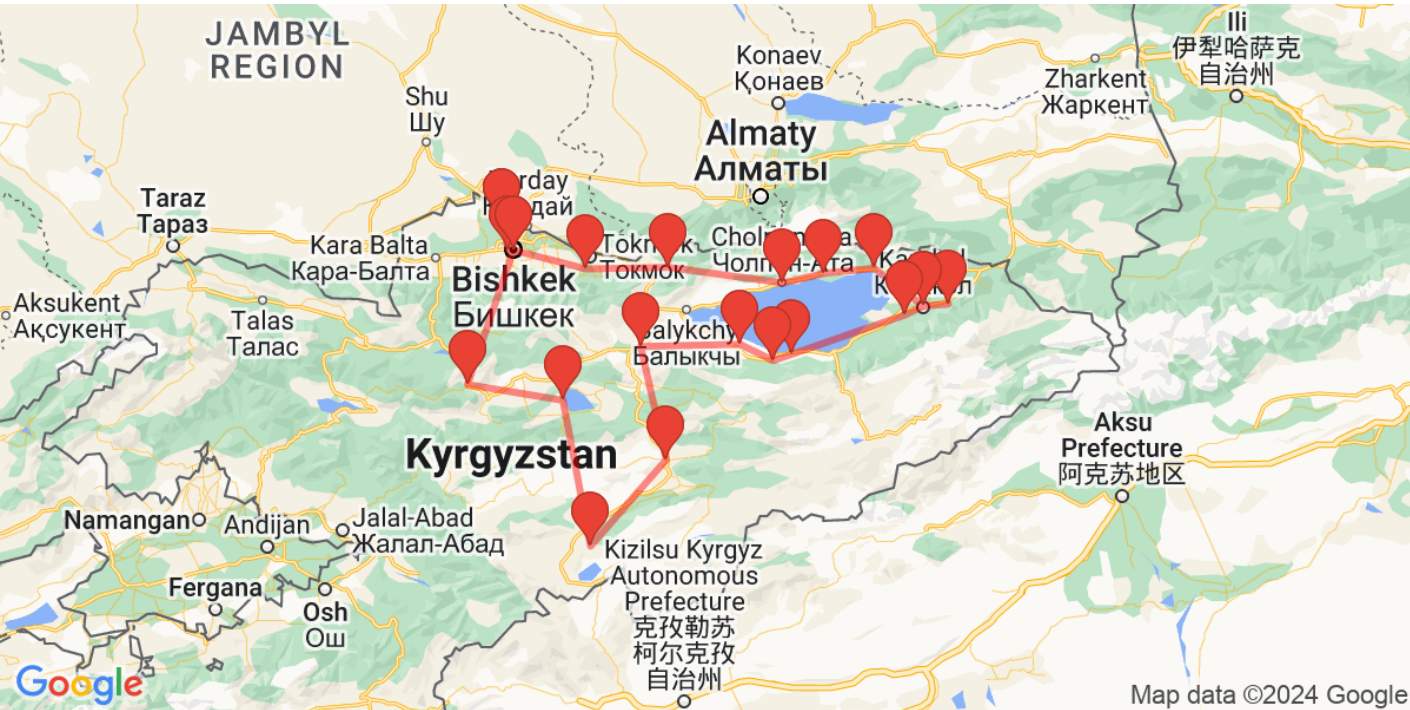 JAMBYL
REGION
Ili
伊犁哈萨克
自治州
Konaev
Қонаев
Zharkent
Жаркент
Shu
Шу
Almaty
Алматы
Taraz
Тараз
Kara Balta
Кара-Балта
Токмок
Чолпон-Ата
Bishkek
Бишкек
Aksukent
Ақсукент
Talas
Талас
Balykchy
Балыкчы
Kyrgyzstan
Aksu
Prefecture
阿克苏地区
Namangan
Andijan
Jalal-Abad
Жалал-Абад
Kizilsu Kyrgyz
Autonomous
Prefecture
克孜勒苏
柯尔克孜
自治州
Fergana
Osh
Ош
Google
Map data ©2024 Google